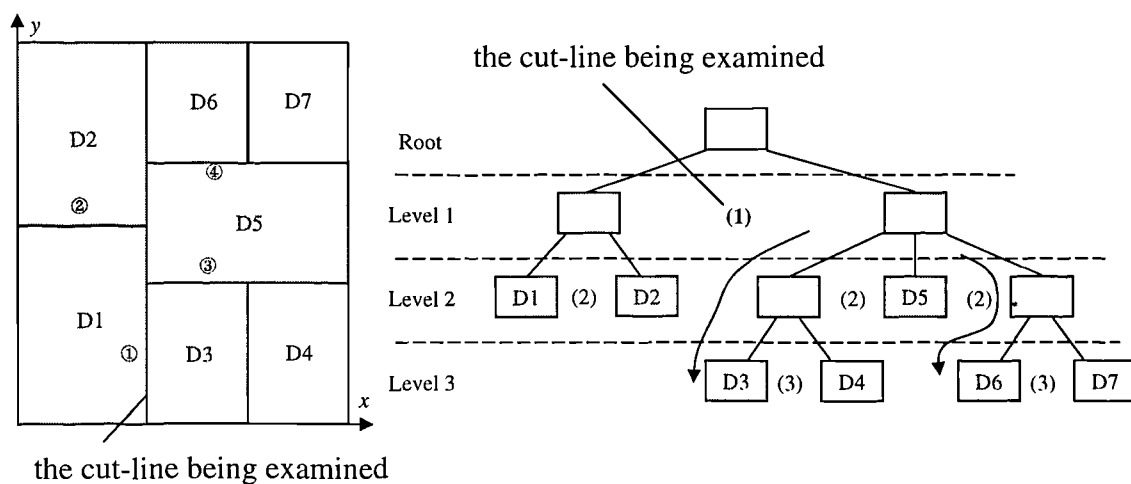 y
D6 D7
D2
④
②
D5
③
D1
①
D3 D4
x
the cut-line being examined
the cut-line being examined
Root
Level 1 (1)
Level 2 D1 (2) D2 (2) D5 (2)
Level 3 D3 (3) D4 D6 (3) D7